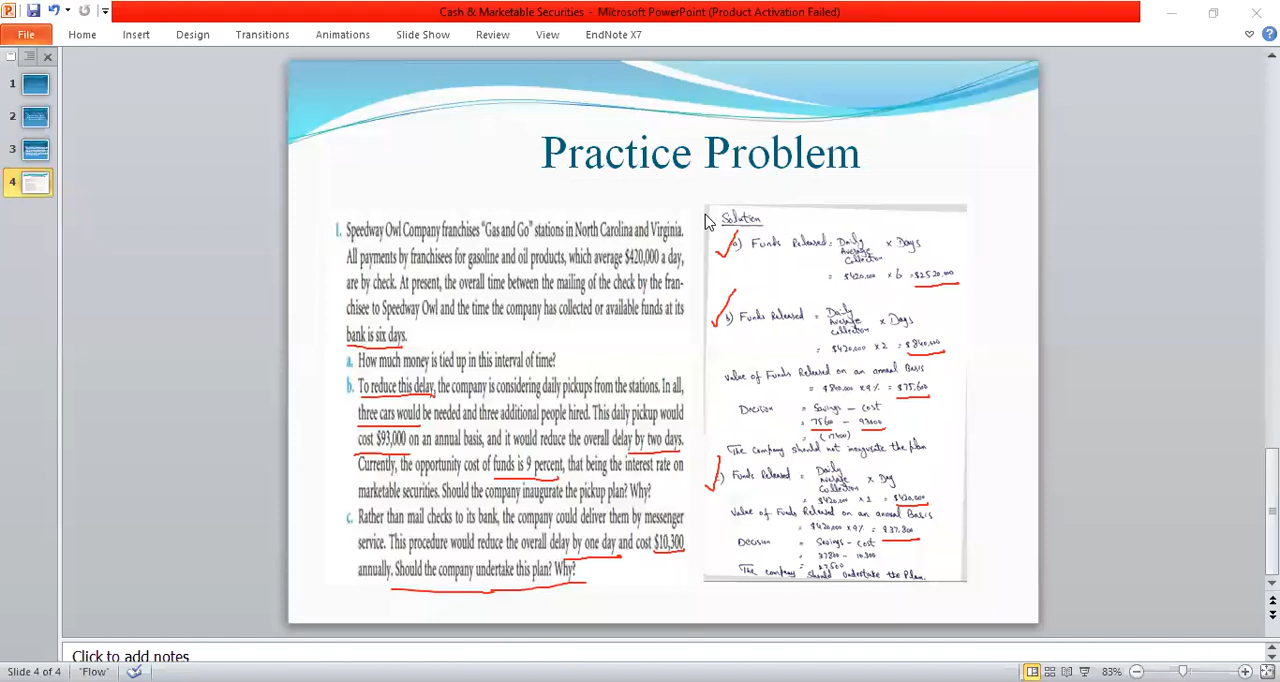 Cash & Marketable Securities - Microsoft PowerPoint (Product Activation Failed)
File Home Insert Design Transitions Animations Slide Show Review View EndNote X7
1
2
3
4
Practice Problem
1. Speedway Owl Company franchises "Gas and Go" stations in North Carolina and Virginia.
All payments by franchisees for gasoline and oil products, which average $420,000 a day,
are by check. At present, the overall time between the mailing of the check by the fran-
chisee to Speedway Owl and the time the company has collected or available funds at its
bank is six days.
a. How much money is tied up in this interval of time?
b. To reduce this delay, the company is considering daily pickups from the stations. In all,
three cars would be needed and three additional people hired. This daily pickup would
cost $93,000 on an annual basis, and it would reduce the overall delay by two days.
Currently, the opportunity cost of funds is 9 percent, that being the interest rate on
marketable securities. Should the company inaugurate the pickup plan? Why?
c. Rather than mail checks to its bank, the company could deliver them by messenger
service. This procedure would reduce the overall delay by one day and cost $10,300
annually. Should the company undertake this plan? Why?
Solution
a) Funds Released = Daily Average Collection x Days
= $420,000 x 6 = $2520,000
b) Funds Released = Daily Average Collection x Days
= $420,000 x 2 = $840,000
Value of Funds Released on an annual Basis
= $840,000 x 9% = $75,600
Decision = Savings - Cost
= 7560 - 93000
= (17400)
The company should not inaugurate the plan
c) Funds Released = Daily Average Collection x Day
= $420,000 x 1 = $420,000
Value of Funds Released on an annual Basis
= $420,000 x 9% = $37,800
Decision = Savings - Cost
37800 - 10300
=
The company should undertake the Plan.
Click to add notes
Slide 4 of 4 "Flow" 83%